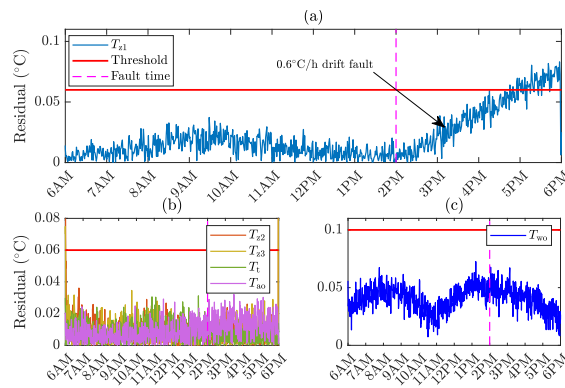 (a)
0.1
0.05
0
Residual (°C)
T_z1
Threshold
Fault time
0.6°C/h drift fault
6AM 7AM 8AM 9AM 10AM 11AM 12PM 1PM 2PM 3PM 4PM 5PM 6PM
(b)
0.08
0.06
0.04
0.02
0
Residual (°C)
T_z2
T_z3
T_t
T_ao
6AM 7AM 8AM 9AM 10AM 11AM 12AM 1PM 2PM 3PM 4PM 5PM 6PM
(c)
0.1
0.05
0
T_wo
6AM 7AM 8AM 9AM 10AM 11AM 12PM 1PM 2PM 3PM 4PM 5PM 6PM